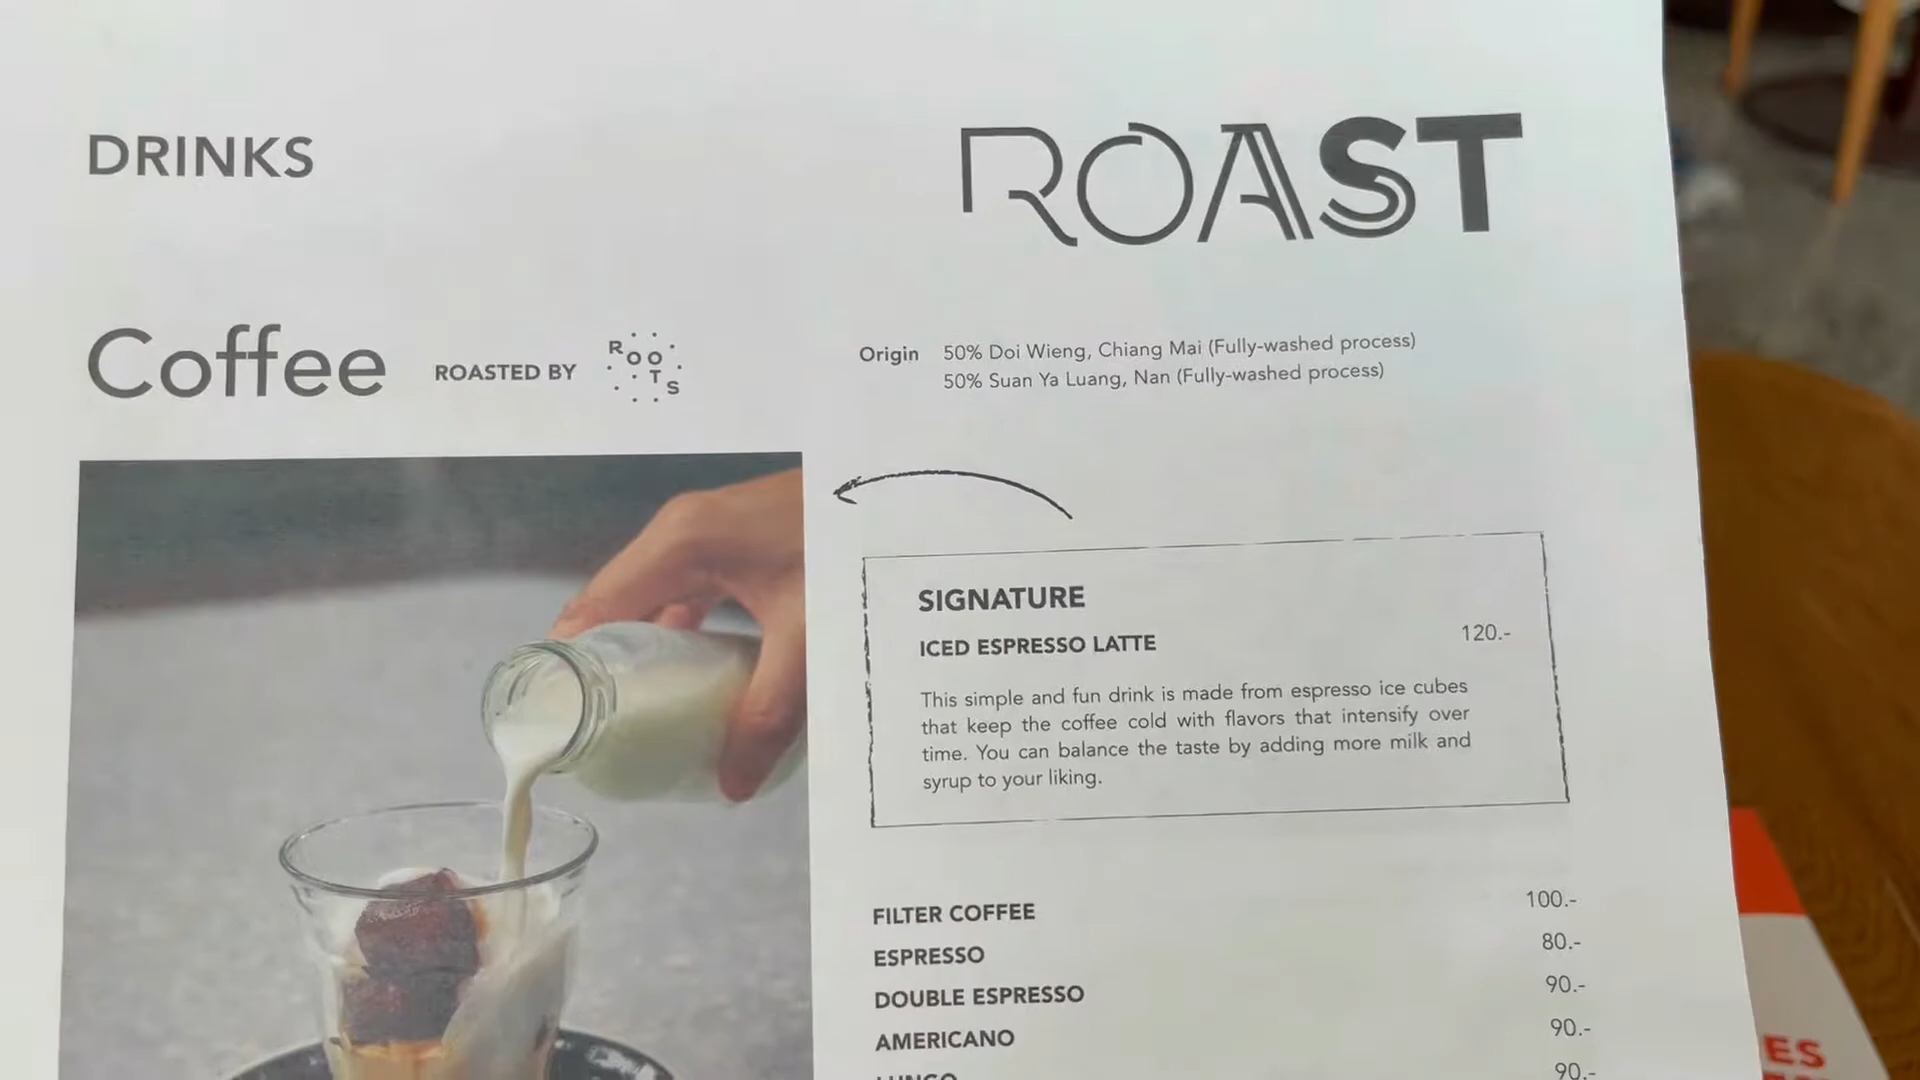 DRINKS
ROAST
Coffee
ROASTED BY
ROOTS
Origin 50% Doi Wieng, Chiang Mai (Fully-washed process)
50% Suan Ya Luang, Nan (Fully-washed process)
SIGNATURE
ICED ESPRESSO LATTE 120.-
This simple and fun drink is made from espresso ice cubes
that keep the coffee cold with flavors that intensify over
time. You can balance the taste by adding more milk and
syrup to your liking.
FILTER COFFEE 100.-
ESPRESSO 80.-
DOUBLE ESPRESSO 90.-
AMERICANO 90.-
LUNGO 90.-
ES